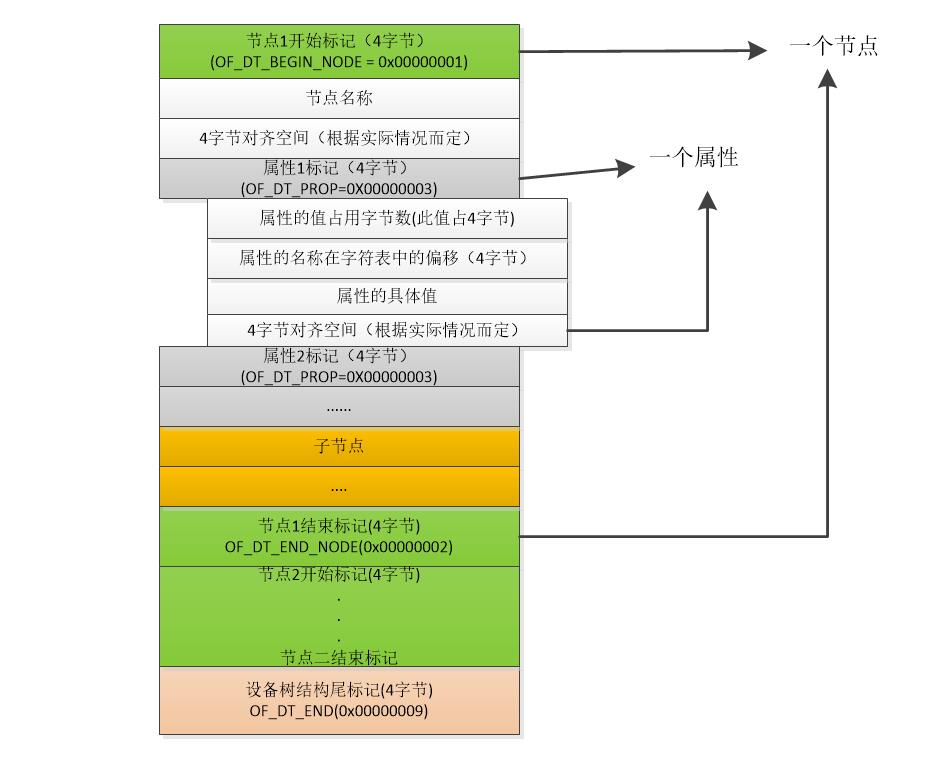 节点1开始标记（4字节）
(OF_DT_BEGIN_NODE = 0x00000001)
一个节点
节点名称
4字节对齐空间（根据实际情况而定）
属性1标记（4字节）
(OF_DT_PROP=0X00000003)
一个属性
属性的值占用字节数(此值占4字节)
属性的名称在字符表中的偏移（4字节）
属性的具体值
4字节对齐空间（根据实际情况而定）
属性2标记（4字节）
(OF_DT_PROP=0X00000003)
......
子节点
....
节点1结束标记(4字节)
OF_DT_END_NODE(0x00000002)
节点2开始标记(4字节)
.
.
.
节点二结束标记
设备树结构尾标记(4字节)
OF_DT_END(0x00000009)